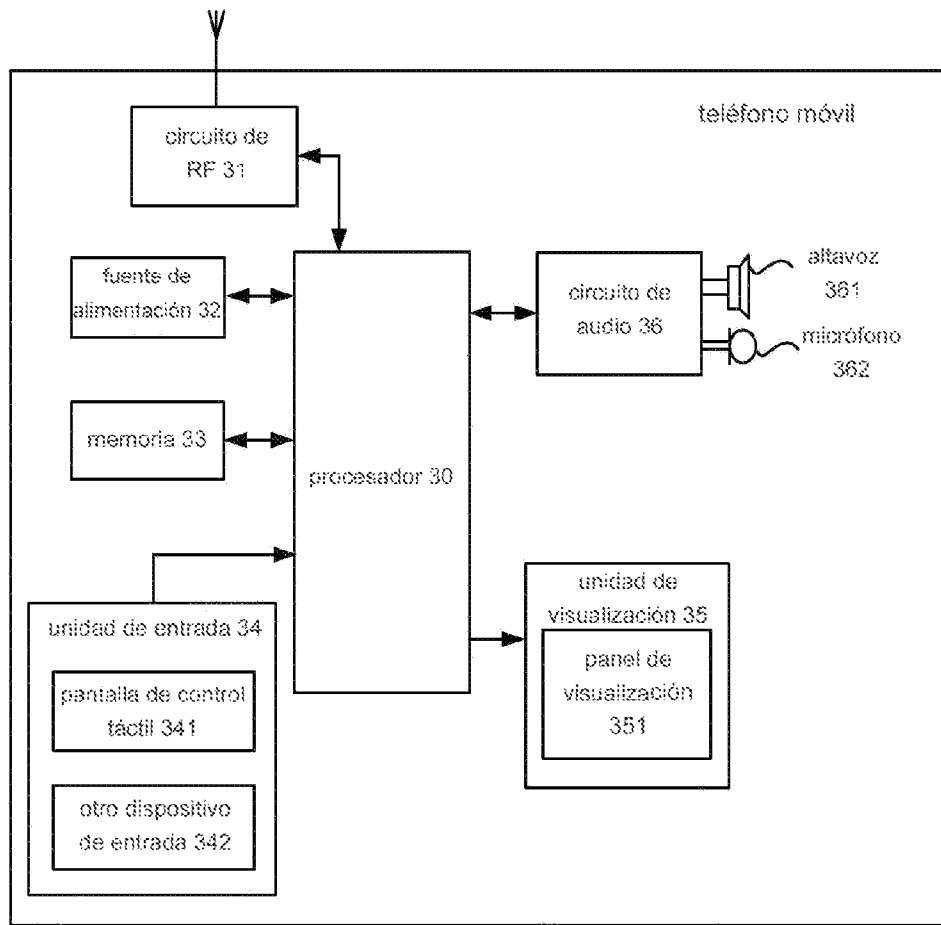 teléfono móvil
circuito de
RF 31
fuente de
alimentación 32
circuito de
audio 36
altavoz
361
micrófono
362
memoria 33
procesador 30
unidad de entrada 34
pantalla de control
táctil 341
otro dispositivo
de entrada 342
unidad de
visualización 35
panel de
visualización
351